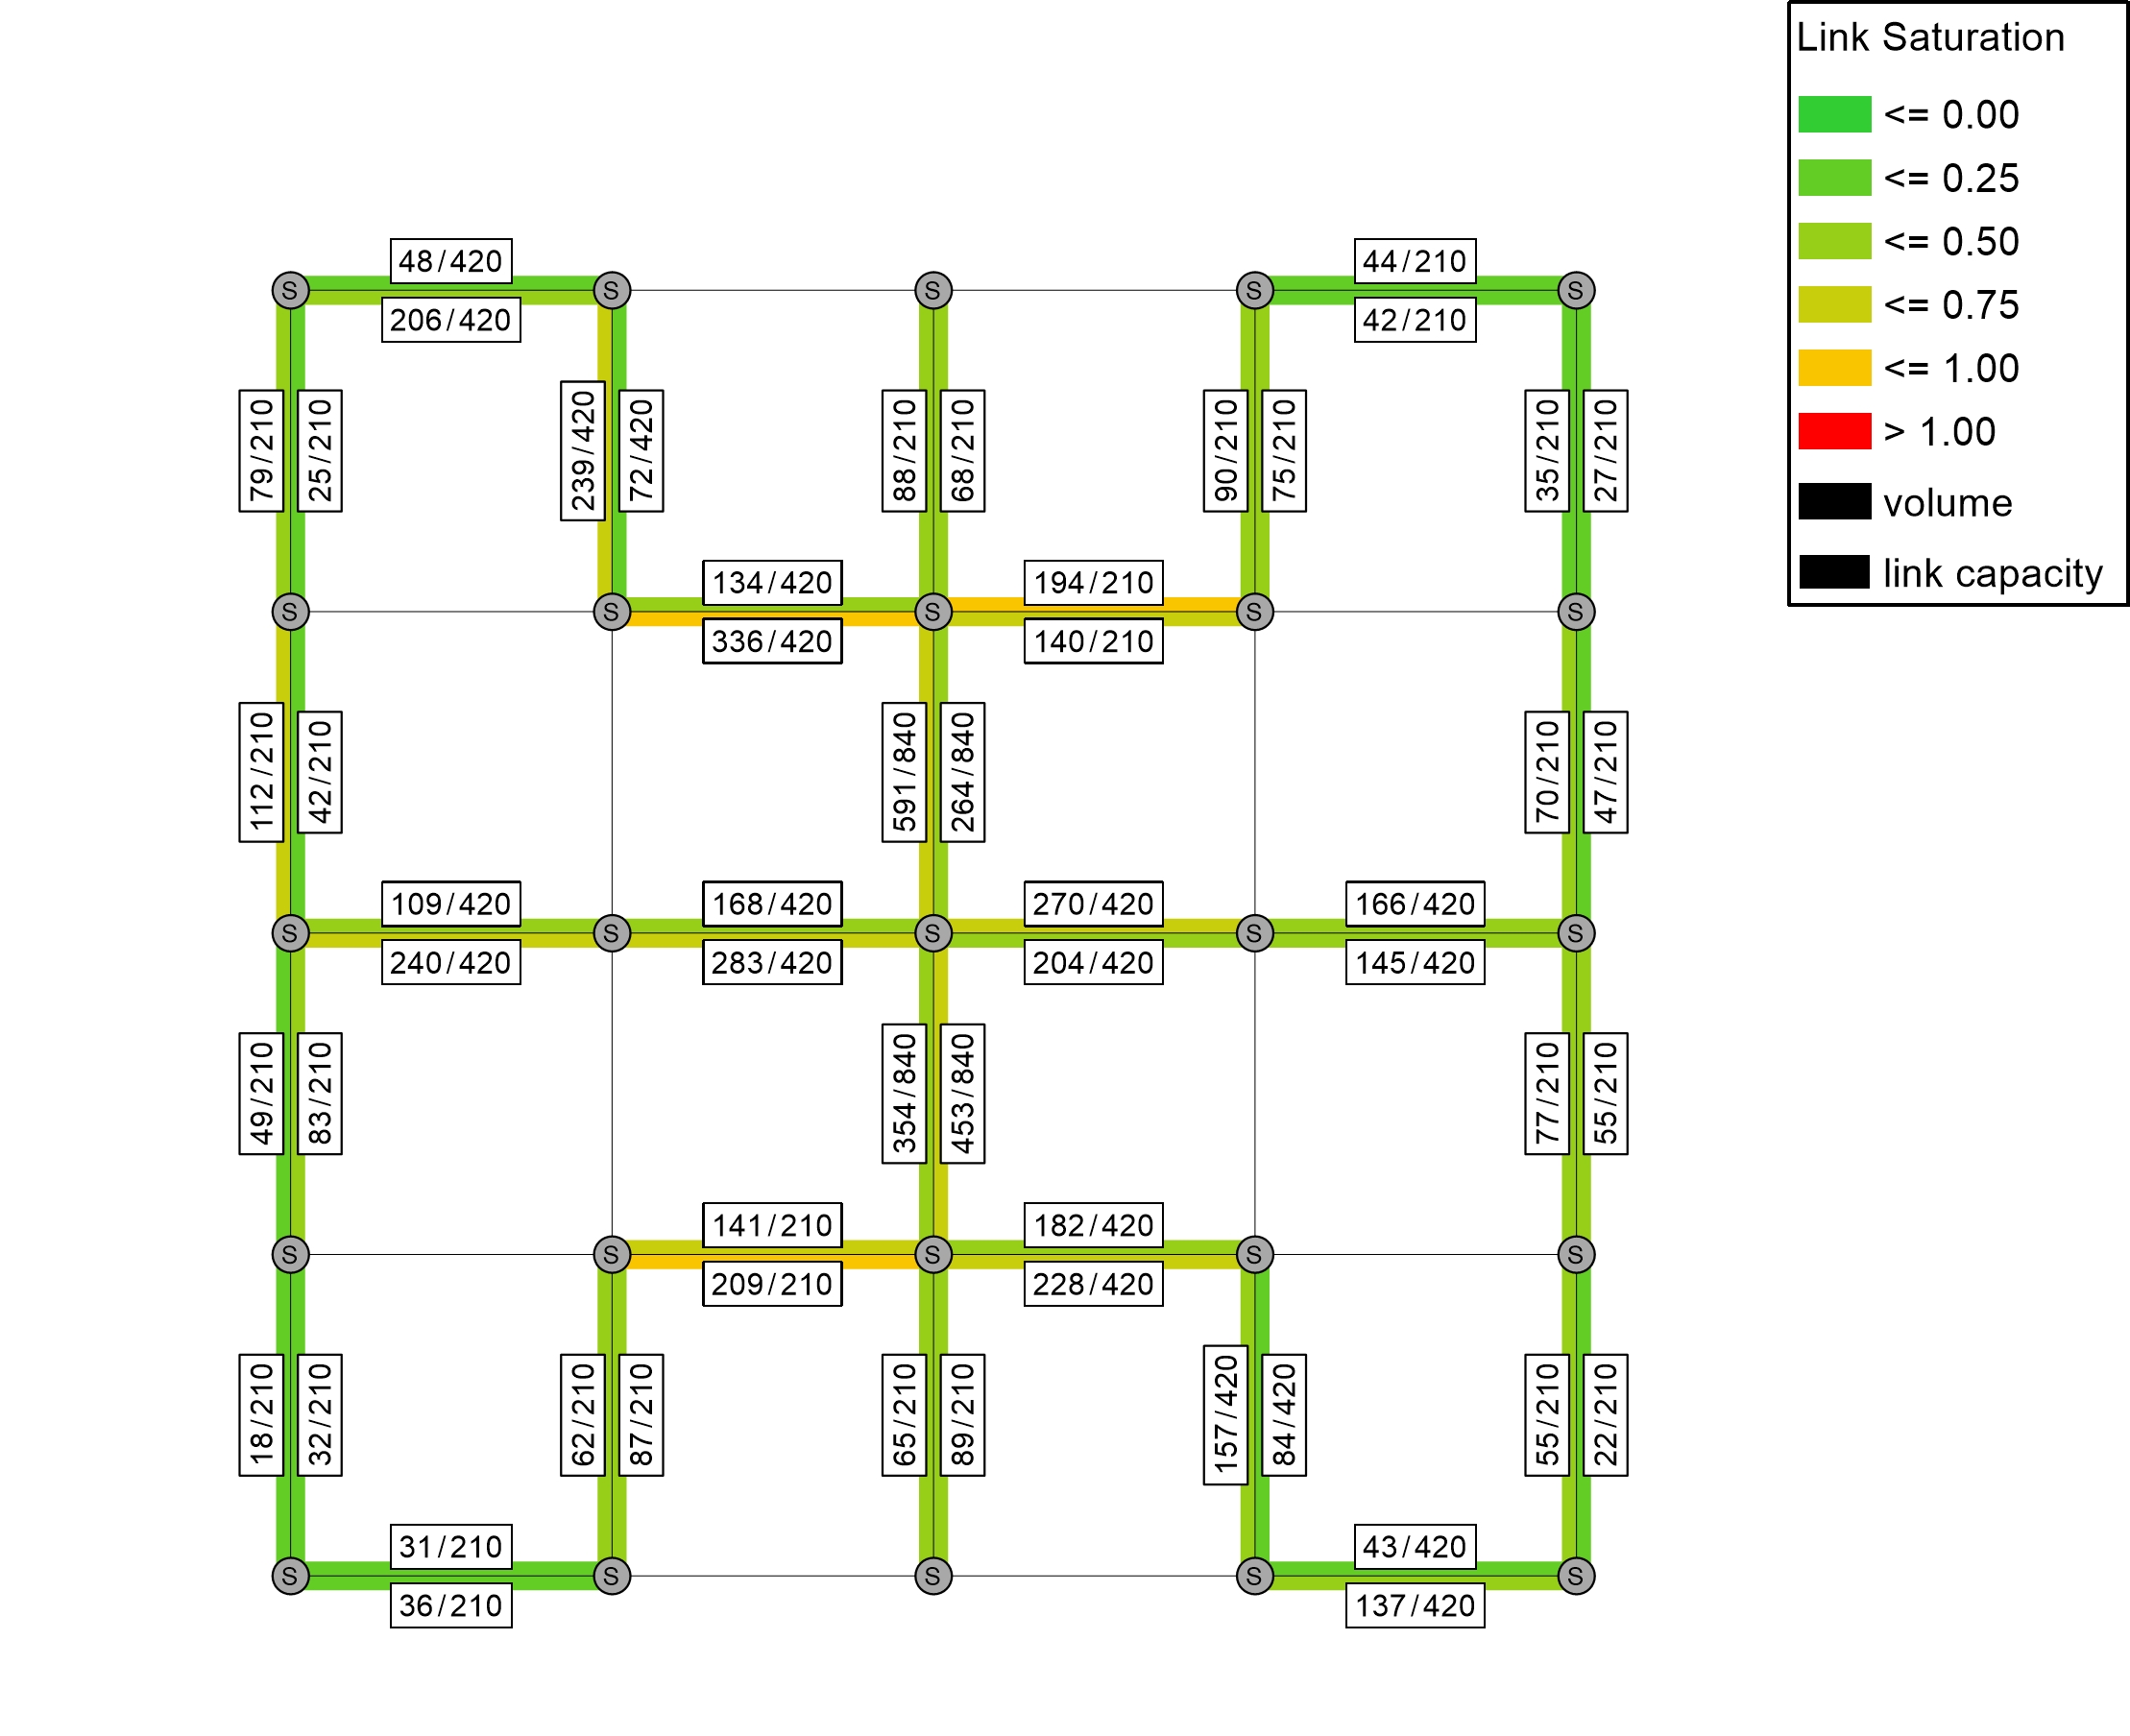 Link Saturation
<= 0.00
<= 0.25
<= 0.50
<= 0.75
<= 1.00
> 1.00
volume
link capacity
48/420
44/210
S
S
S
S
S
206/420
42/210
79/210
25/210
239/420
72/420
88/210
68/210
90/210
75/210
35/210
27/210
134/420
194/210
S
S
S
S
S
336/420
140/210
112/210
42/210
591/840
264/840
70/210
47/210
109/420
168/420
270/420
166/420
S
S
S
S
S
240/420
283/420
204/420
145/420
49/210
83/210
354/840
453/840
77/210
55/210
141/210
182/420
S
S
S
S
S
209/210
228/420
18/210
32/210
62/210
87/210
65/210
89/210
157/420
84/420
55/210
22/210
31/210
43/420
S
S
S
S
S
36/210
137/420